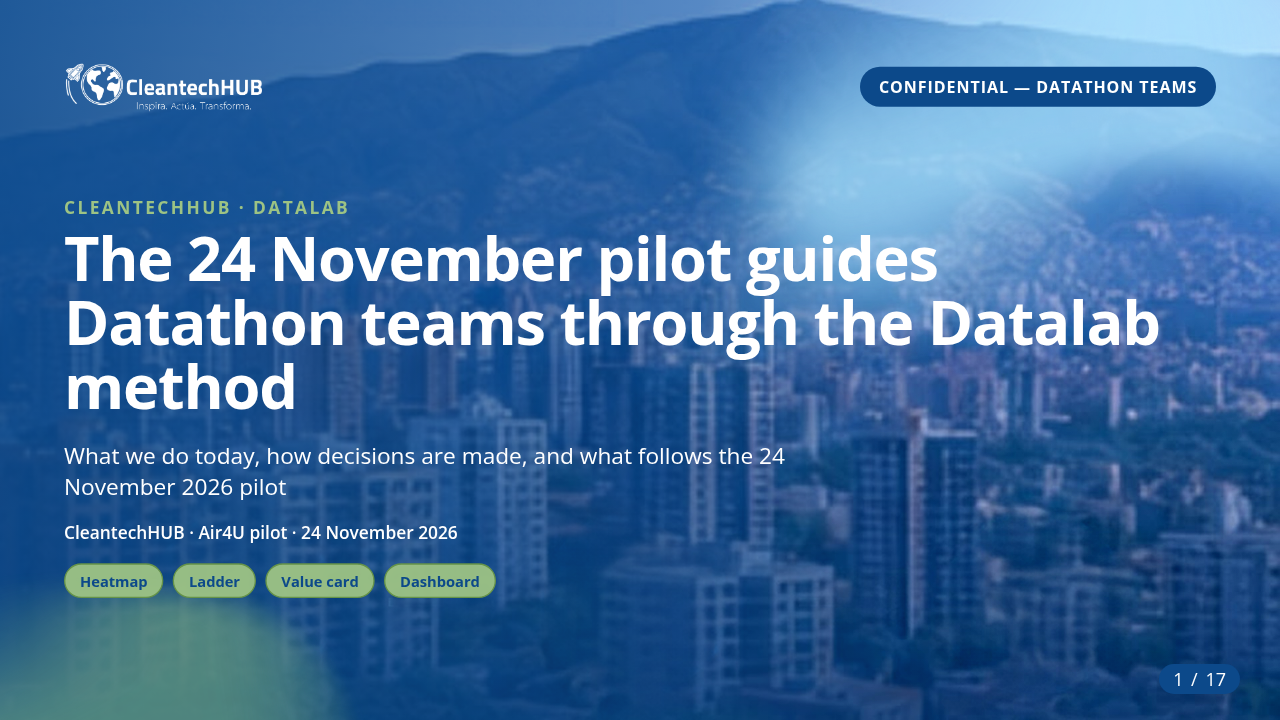 CleantechHUB
Inspira. Actúa. Transforma.
CONFIDENTIAL — DATATHON TEAMS
CLEANTECHHUB · DATALAB
The 24 November pilot guides
Datathon teams through the Datalab
method
What we do today, how decisions are made, and what follows the 24
November 2026 pilot
CleantechHUB · Air4U pilot · 24 November 2026
Heatmap
Ladder
Value card
Dashboard
1 / 17